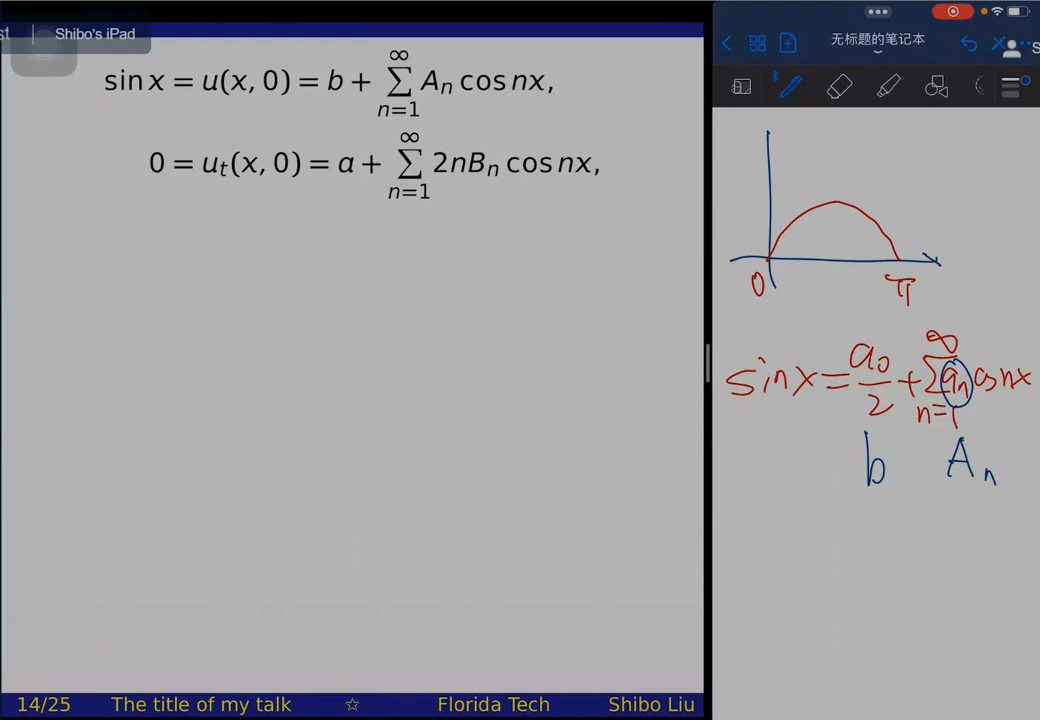 st | Shibo's iPad
sin x = u(x, 0) = b + ∑_{n=1}^{∞} A_n cos nx,
0 = u_t(x, 0) = a + ∑_{n=1}^{∞} 2nB_n cos nx,
14/25 The title of my talk ☆ Florida Tech Shibo Liu
无标题的笔记本
S
0 π
sin x = a_0/2 + ∑_{n=1}^{∞} a_n cos nx
b A_n